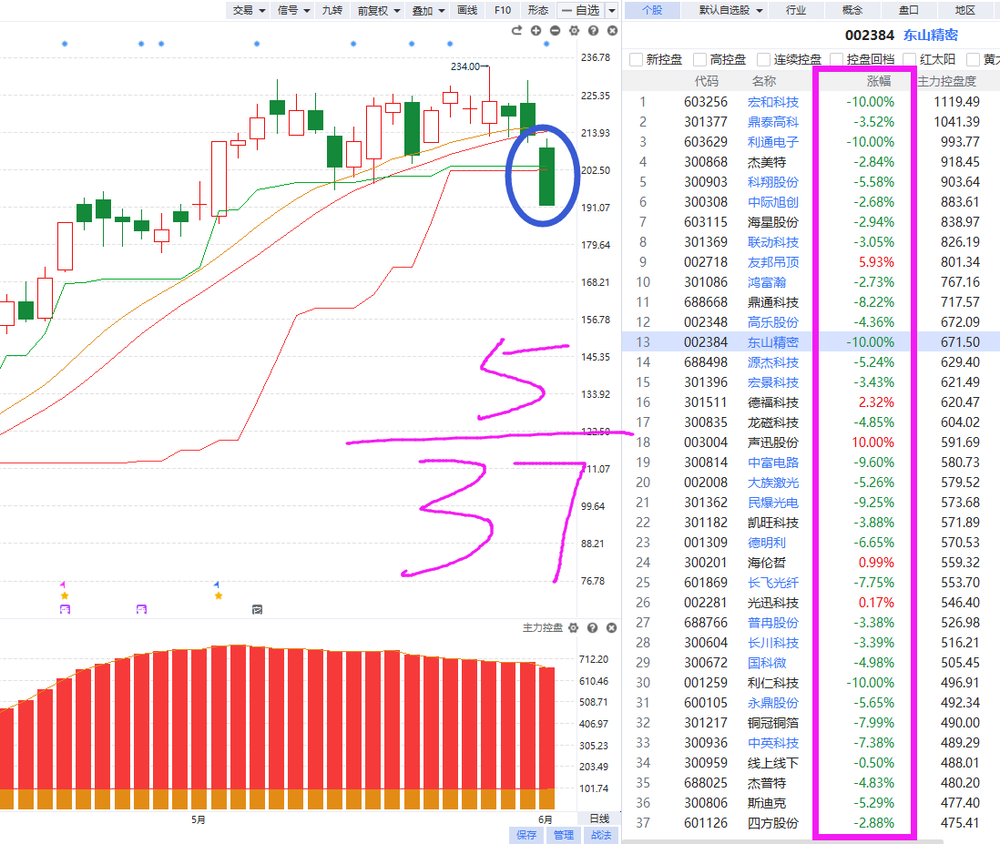 交易 信号 九转 前复权 叠加 画线 F10 形态 一 自选
个股 默认自选股 行业 概念 盘口 地区
002384 东山精密
新控盘 高控盘 连续控盘 控盘回档 红太阳
代码 名称 涨幅 主力控盘度
1 603256 宏和科技 -10.00% 1119.49
2 301377 鼎泰高科 -3.52% 1041.39
3 603629 利通电子 -10.00% 993.77
4 300868 杰美特 -2.84% 918.45
5 300903 科翔股份 -5.58% 903.64
6 300308 中际旭创 -2.68% 883.61
7 603115 海星股份 -2.94% 838.97
8 301369 联动科技 -3.05% 826.19
9 002718 友邦吊顶 5.93% 801.34
10 301086 鸿富瀚 -2.73% 767.16
11 688668 鼎通科技 -8.22% 717.57
12 002348 高乐股份 -4.36% 672.09
13 002384 东山精密 -10.00% 671.50
14 688498 源杰科技 -5.24% 629.40
15 301396 宏景科技 -3.43% 621.49
16 301511 德福科技 2.32% 620.47
17 300835 龙磁科技 -4.85% 604.02
18 003004 声迅股份 10.00% 591.69
19 300814 中富电路 -9.60% 580.73
20 002008 大族激光 -5.26% 579.52
21 301362 民爆光电 -9.25% 573.68
22 301182 凯旺科技 -3.88% 571.89
23 001309 德明利 -6.65% 570.53
24 300201 海伦哲 0.99% 559.32
25 601869 长飞光纤 -7.75% 553.70
26 002281 光迅科技 0.17% 546.40
27 688766 普冉股份 -3.38% 526.98
28 300604 长川科技 -3.39% 516.21
29 300672 国科微 -4.98% 505.45
30 001259 利仁科技 -10.00% 496.91
31 600105 永鼎股份 -5.65% 492.34
32 301217 铜冠铜箔 -7.99% 490.00
33 300936 中英科技 -7.38% 489.29
34 300959 线上线下 -0.50% 488.01
35 688025 杰普特 -4.83% 480.20
36 300806 斯迪克 -5.29% 477.40
37 601126 四方股份 -2.88% 475.41
236.78
234.00
225.35
213.93
202.50
191.07
179.64
168.21
156.78
145.35
133.92
122.50
111.07
99.64
88.21
76.78
5
37
主力控盘
712.20
610.46
508.71
406.97
305.23
203.49
101.74
5月 6月 日线
保存 管理 战法